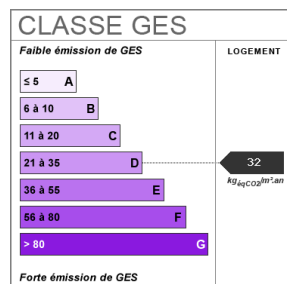 CLASSE GES
Faible émission de GES
LOGEMENT
≤ 5 A
6 à 10 B
11 à 20 C
21 à 35 D
32
kgéqCO2/m².an
36 à 55 E
56 à 80 F
> 80 G
Forte émission de GES